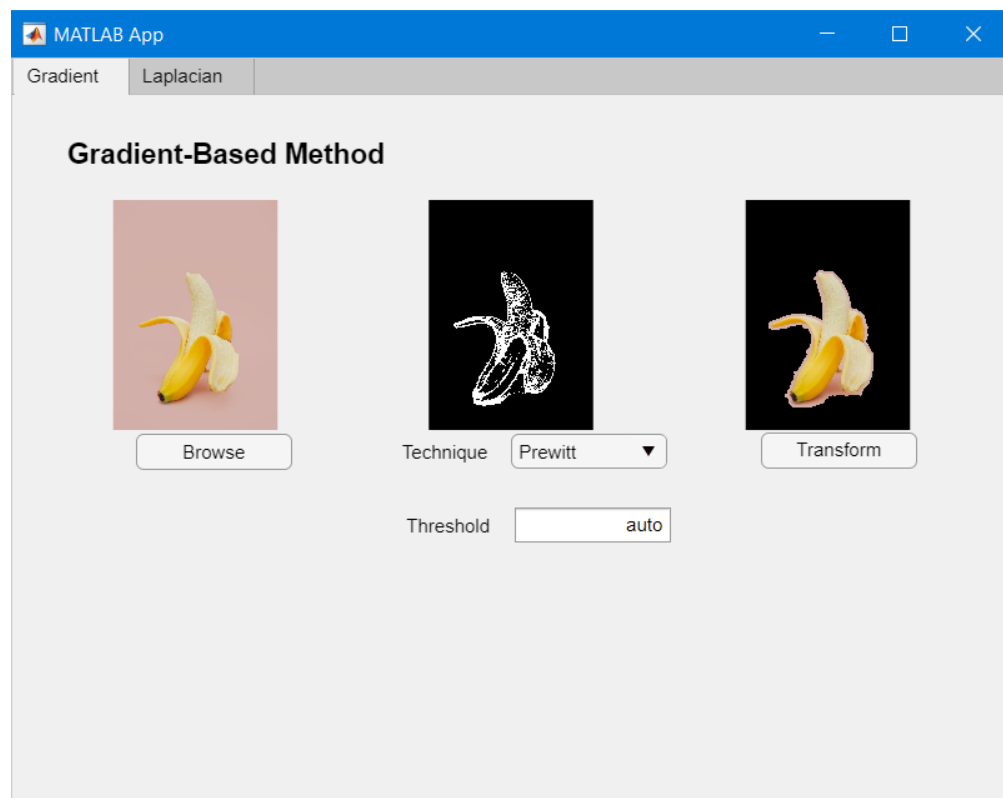 MATLAB App
Gradient Laplacian
Gradient-Based Method
Browse Technique Prewitt Transform
Threshold auto